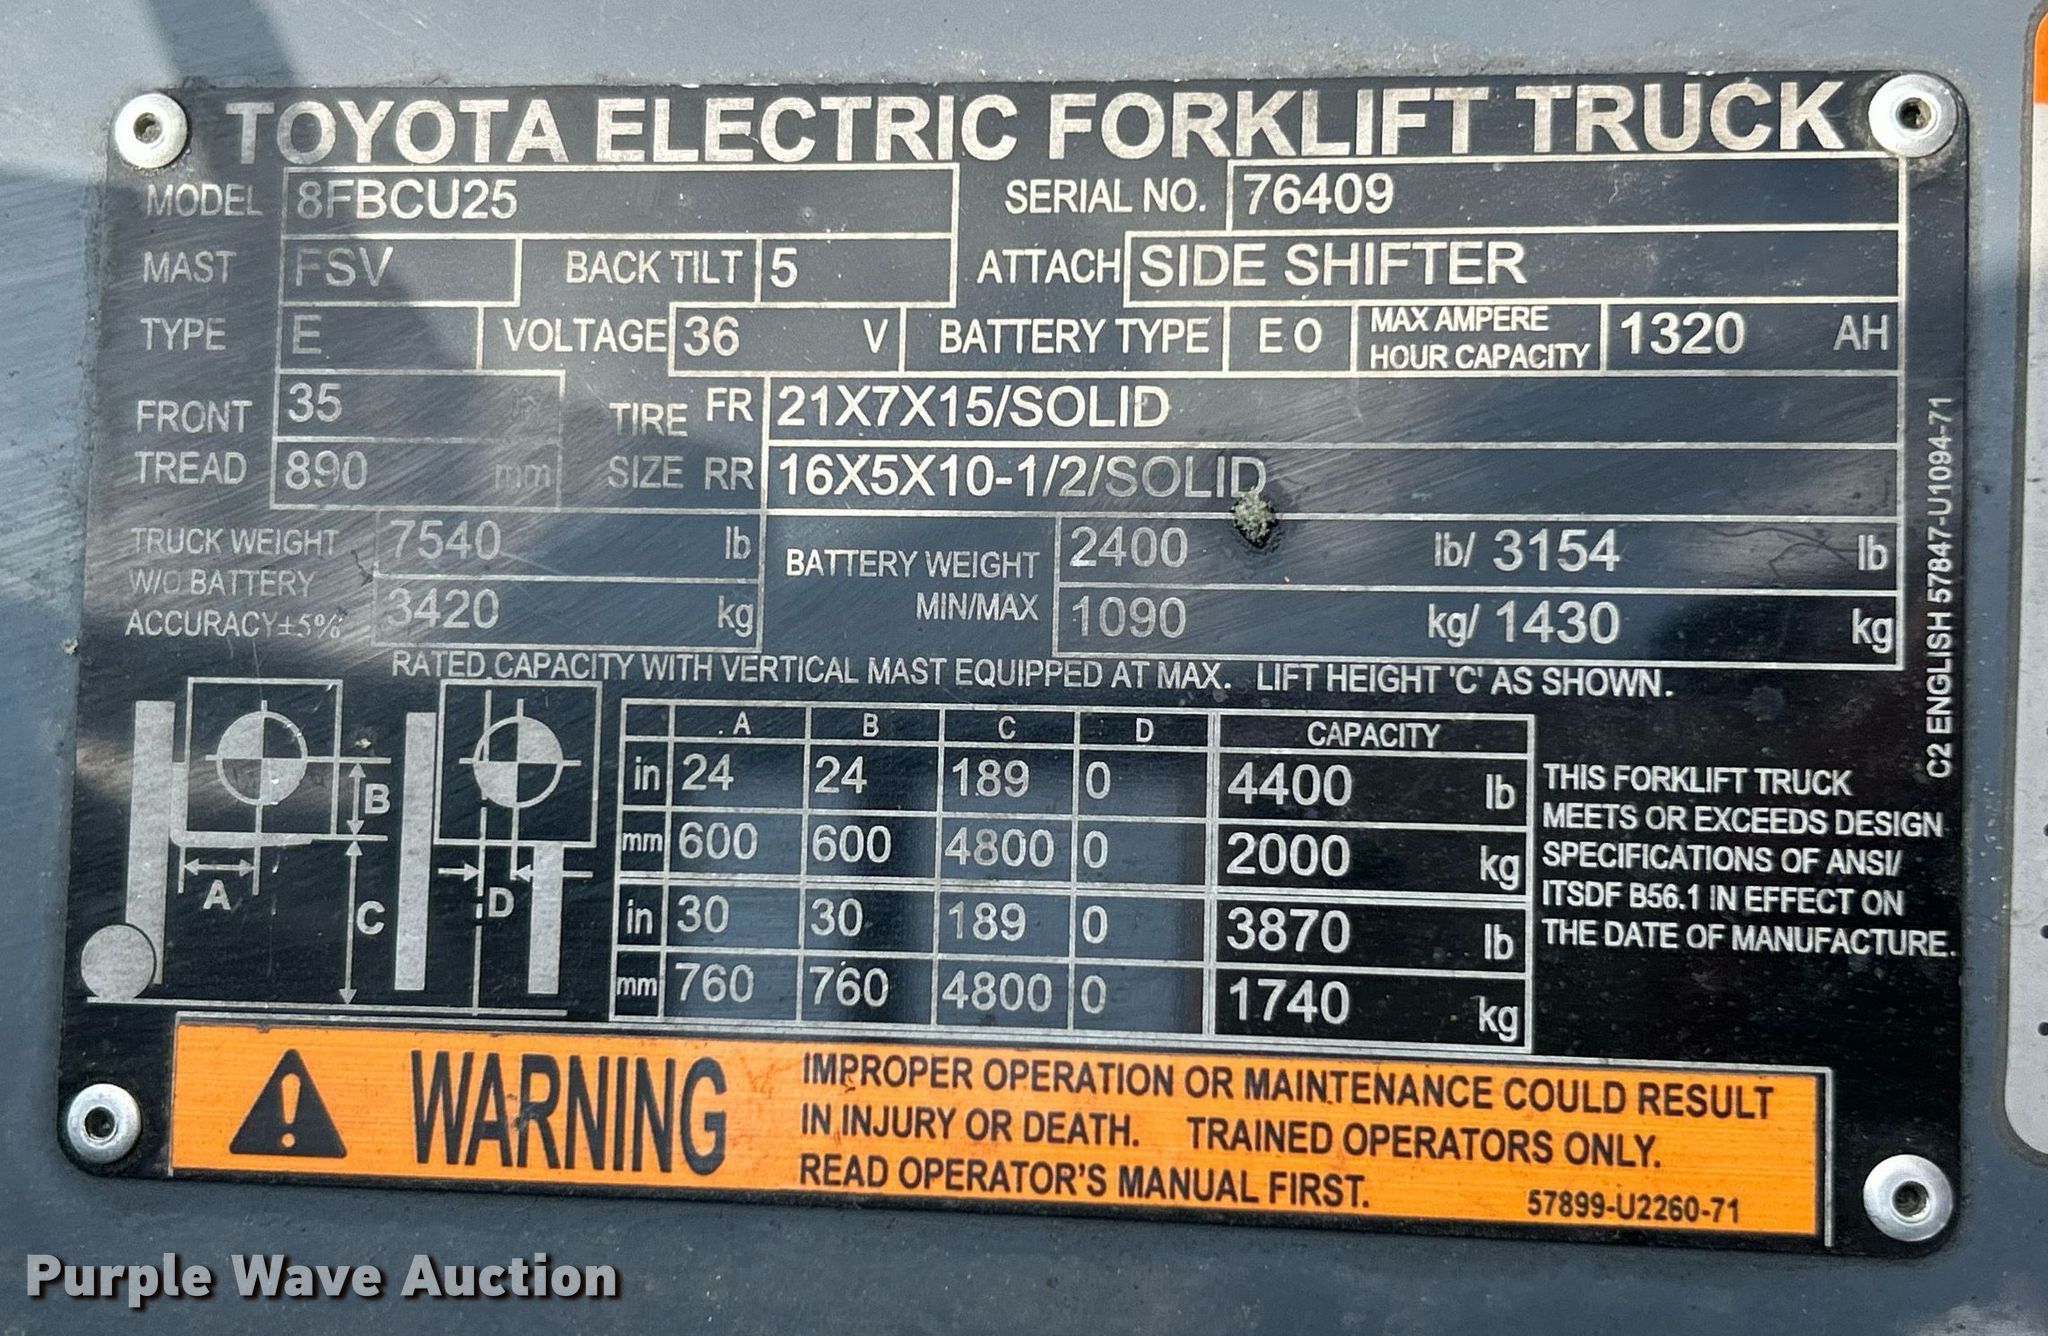 TOYOTA ELECTRIC FORKLIFT TRUCK
MODEL 8FBCU25 SERIAL NO. 76409
MAST FSV BACK TILT 5 ATTACH SIDE SHIFTER
TYPE E VOLTAGE 36 V BATTERY TYPE E O MAX AMPERE HOUR CAPACITY 1320 AH
FRONT TREAD 35 in
890 mm
TIRE SIZE FR 21X7X15/SOLID
RR 16X5X10-1/2/SOLID
TRUCK WEIGHT 7540 lb
W/O BATTERY
ACCURACY±5% 3420 kg
BATTERY WEIGHT MIN/MAX 2400 lb/ 3154 lb
1090 kg/ 1430 kg
RATED CAPACITY WITH VERTICAL MAST EQUIPPED AT MAX. LIFT HEIGHT 'C' AS SHOWN.
A B C D
A B C D CAPACITY
in 24 24 189 0 4400 lb
mm 600 600 4800 0 2000 kg
in 30 30 189 0 3870 lb
mm 760 760 4800 0 1740 kg
THIS FORKLIFT TRUCK
MEETS OR EXCEEDS DESIGN
SPECIFICATIONS OF ANSI/
ITSDF B56.1 IN EFFECT ON
THE DATE OF MANUFACTURE.
C2 ENGLISH 57847-U1094-71
WARNING
IMPROPER OPERATION OR MAINTENANCE COULD RESULT
IN INJURY OR DEATH. TRAINED OPERATORS ONLY.
READ OPERATOR'S MANUAL FIRST.
57899-U2260-71
Purple Wave Auction